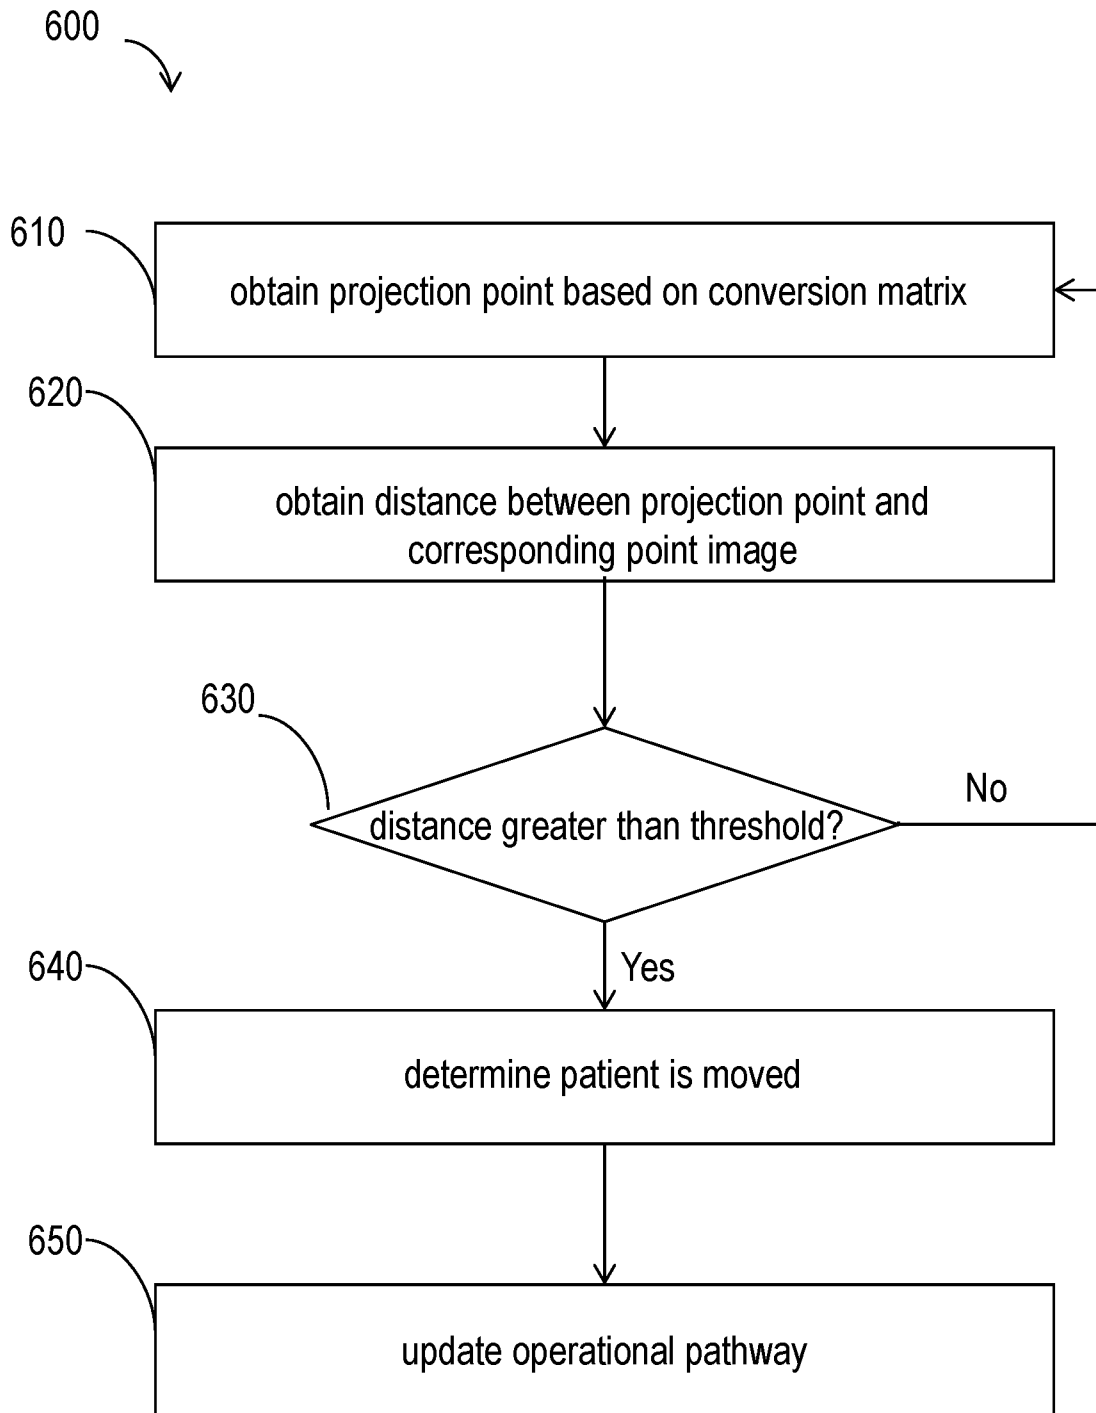 600
610
obtain projection point based on conversion matrix
620
obtain distance between projection point and
corresponding point image
630
distance greater than threshold?
No
Yes
640
determine patient is moved
650
update operational pathway